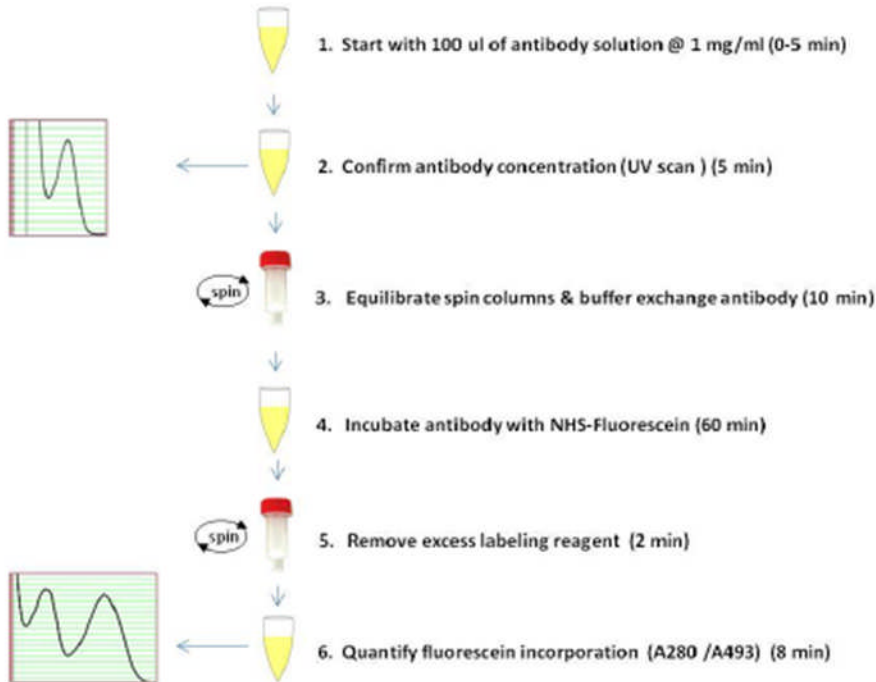 1. Start with 100 ul of antibody solution @ 1 mg/ml (0-5 min)
2. Confirm antibody concentration (UV scan ) (5 min)
spin
3. Equilibrate spin columns & buffer exchange antibody (10 min)
4. Incubate antibody with NHS-Fluorescein (60 min)
spin
5. Remove excess labeling reagent (2 min)
6. Quantify fluorescein incorporation (A280 /A493) (8 min)